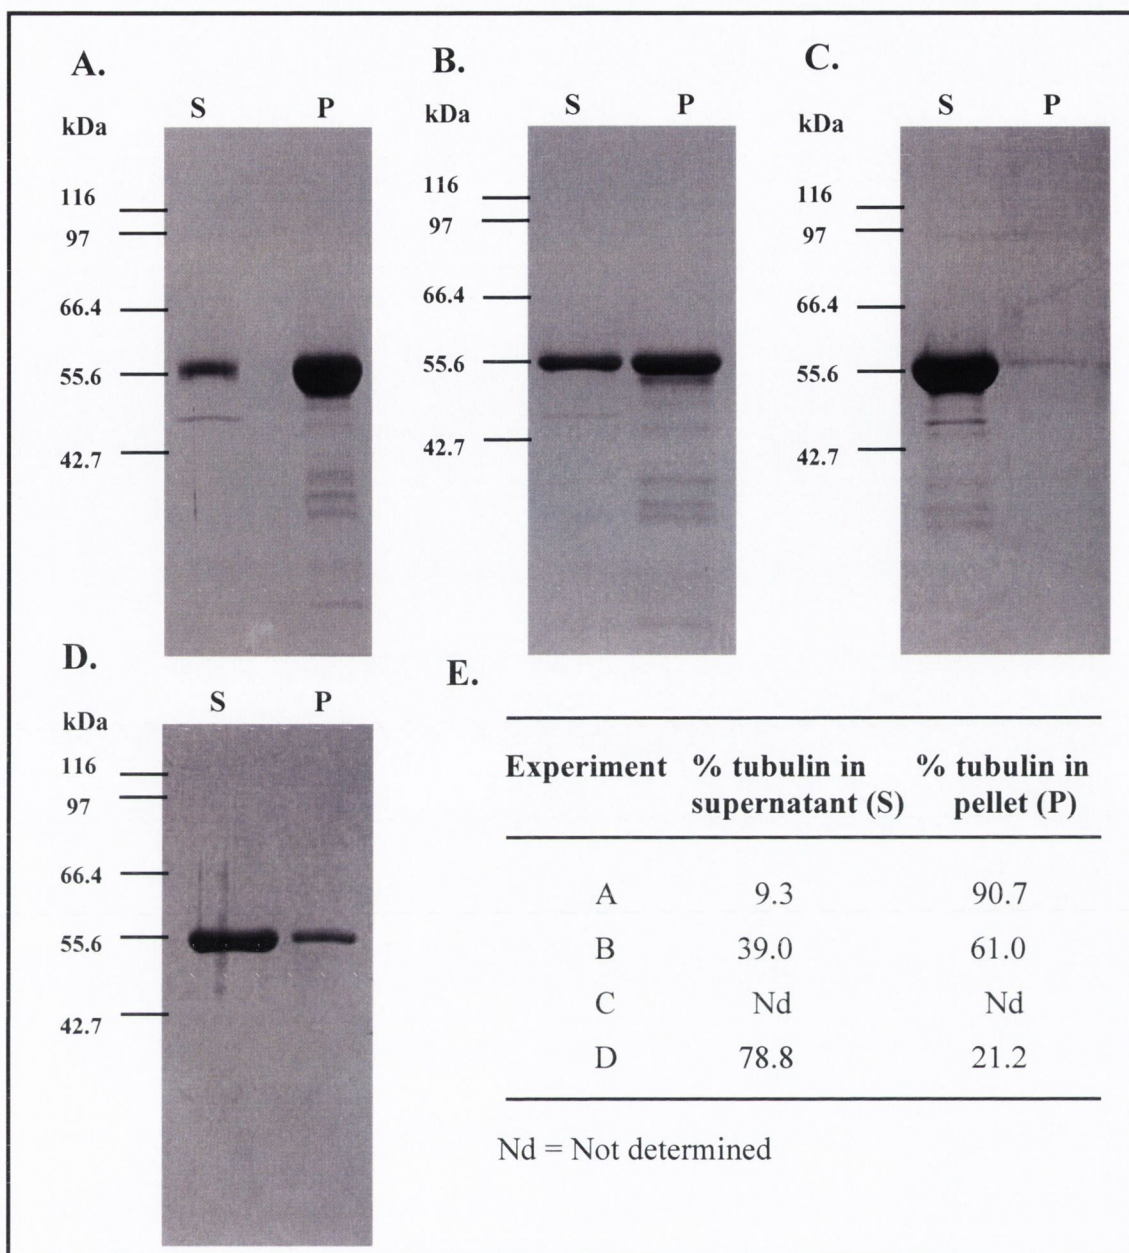 A.
S P
kDa
116
97
66.4
55.6
42.7
B.
S P
kDa
116
97
66.4
55.6
42.7
C.
S P
kDa
116
97
66.4
55.6
42.7
D.
S P
kDa
116
97
66.4
55.6
42.7
E.
Experiment % tubulin in % tubulin in
supernatant (S) pellet (P)
A 9.3 90.7
B 39.0 61.0
C Nd Nd
D 78.8 21.2
Nd = Not determined